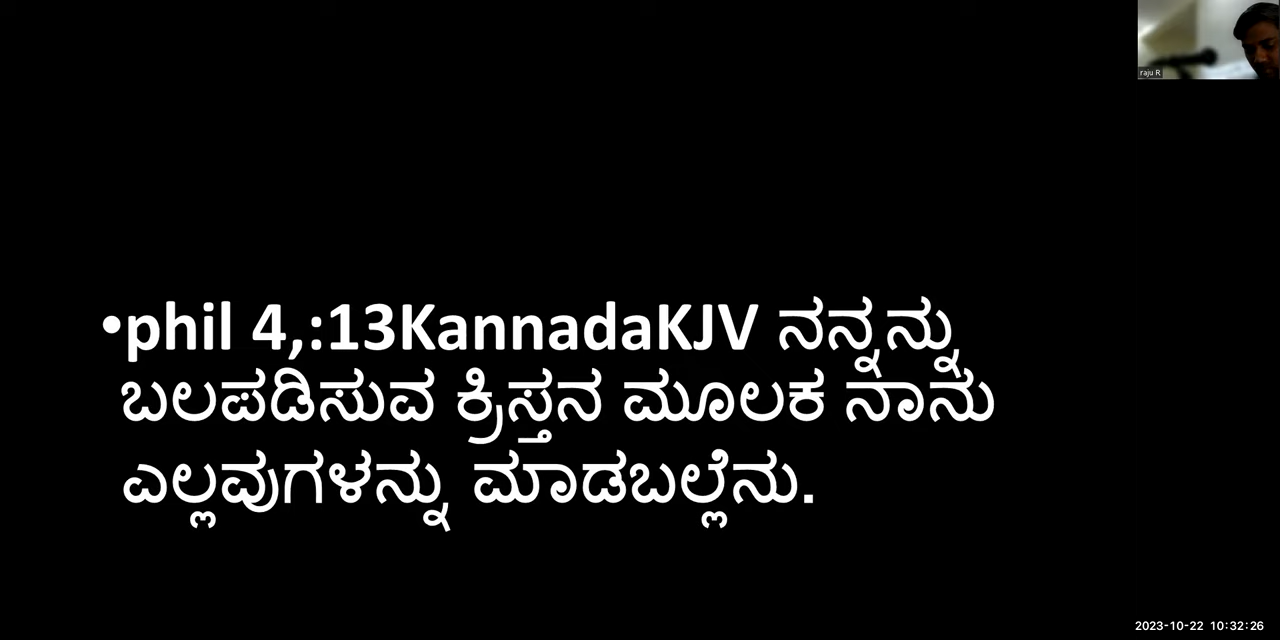 raju R
•phil 4,:13KannadaKJV ನನ್ನನ್ನು
ಬಲಪಡಿಸುವ ಕ್ರಿಸ್ತನ ಮೂಲಕ ನಾನು
ಎಲ್ಲವುಗಳನ್ನು ಮಾಡಬಲ್ಲೆನು.
2023-10-22 10:32:26